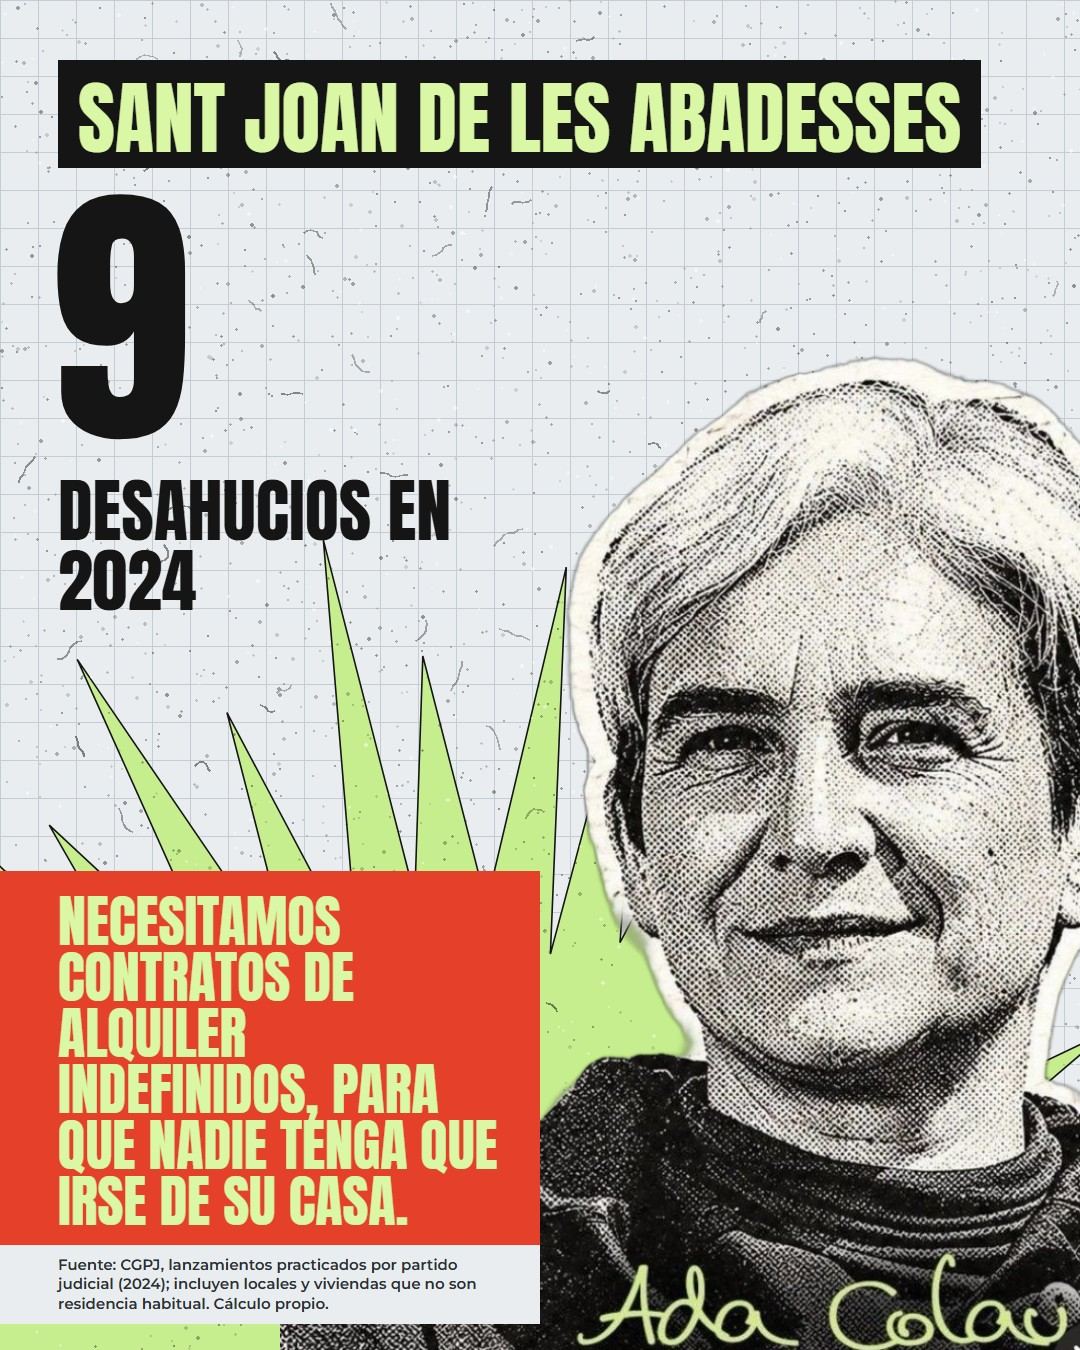 SANT JOAN DE LES ABADESSES
9
DESAHUCIOS EN
2024
NECESITAMOS
CONTRATOS DE
ALQUILER
INDEFINIDOS, PARA
QUE NADIE TENGA QUE
IRSE DE SU CASA.
Fuente: CGPJ, lanzamientos practicados por partido
judicial (2024); incluyen locales y viviendas que no son
residencia habitual. Cálculo propio.
Ada Colau